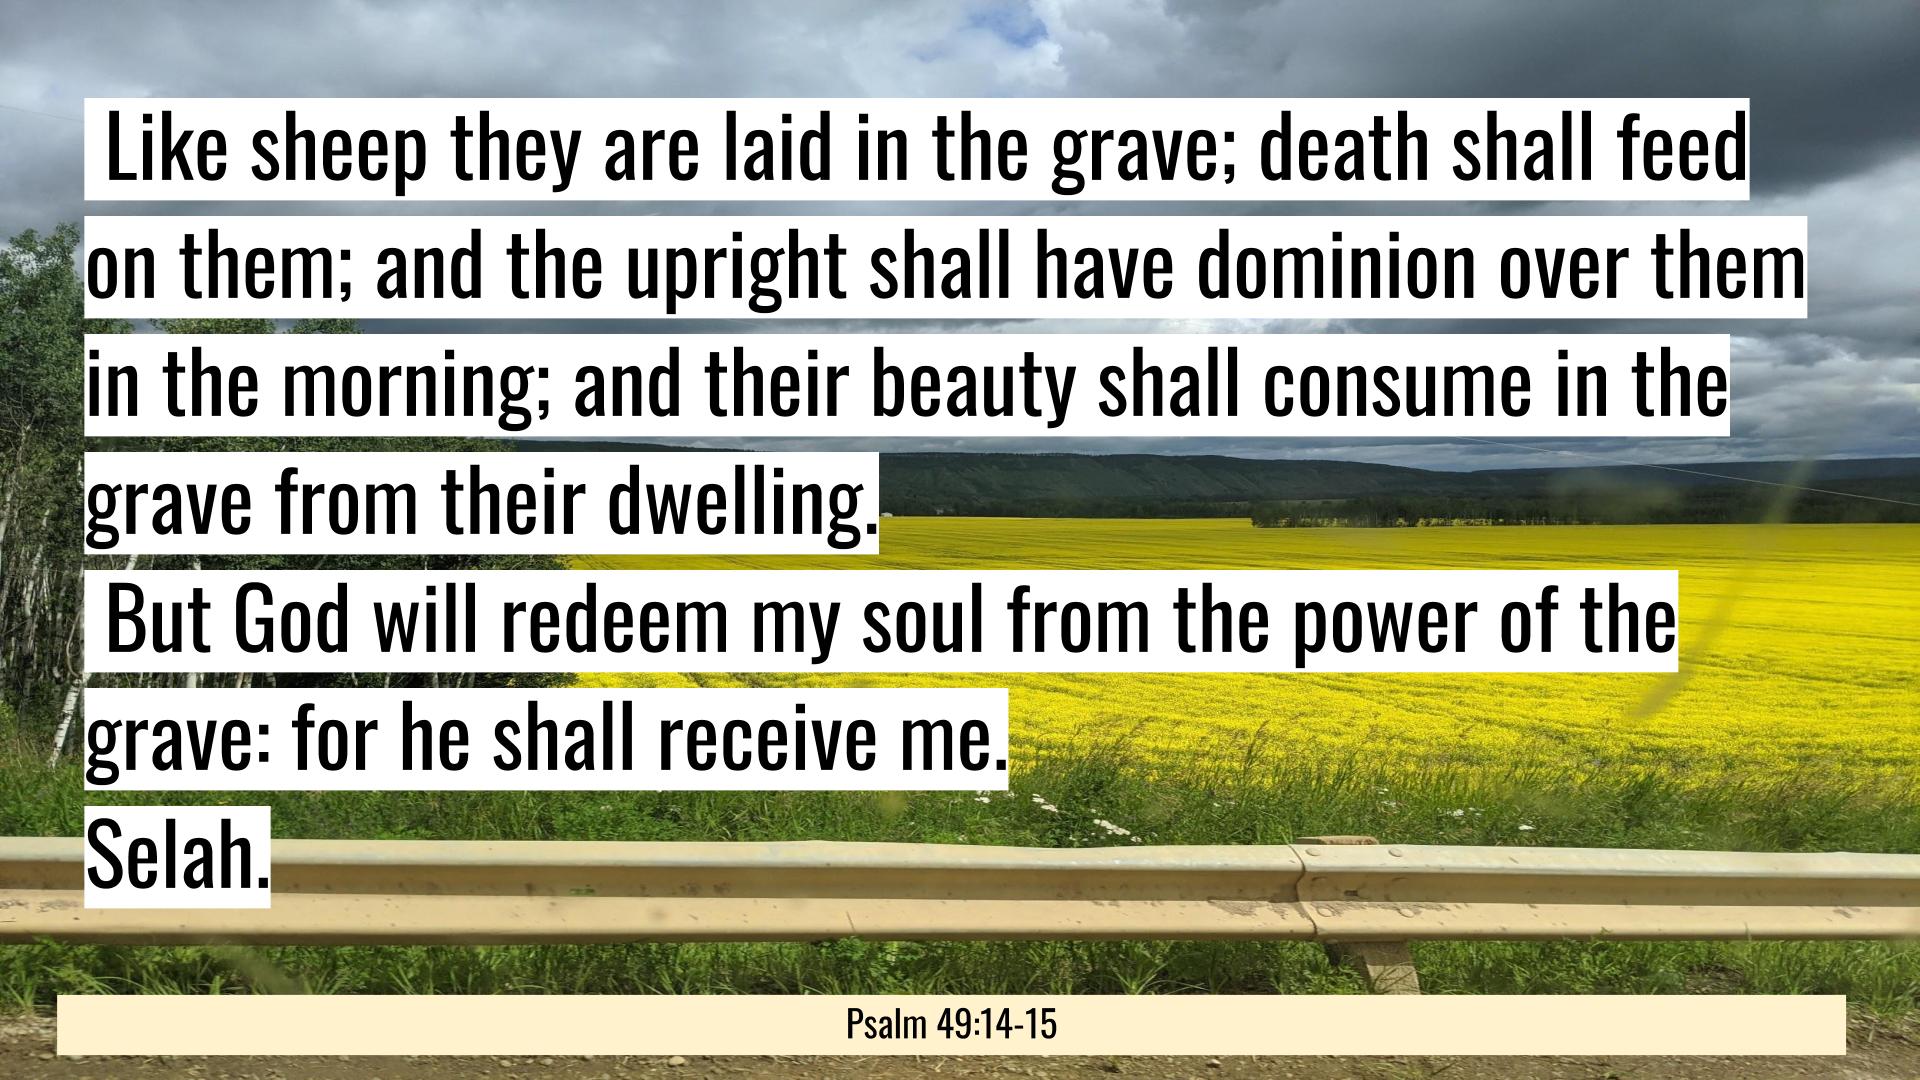 Like sheep they are laid in the grave; death shall feed
on them; and the upright shall have dominion over them
in the morning; and their beauty shall consume in the
grave from their dwelling.
But God will redeem my soul from the power of the
grave: for he shall receive me.
Selah.
Psalm 49:14-15